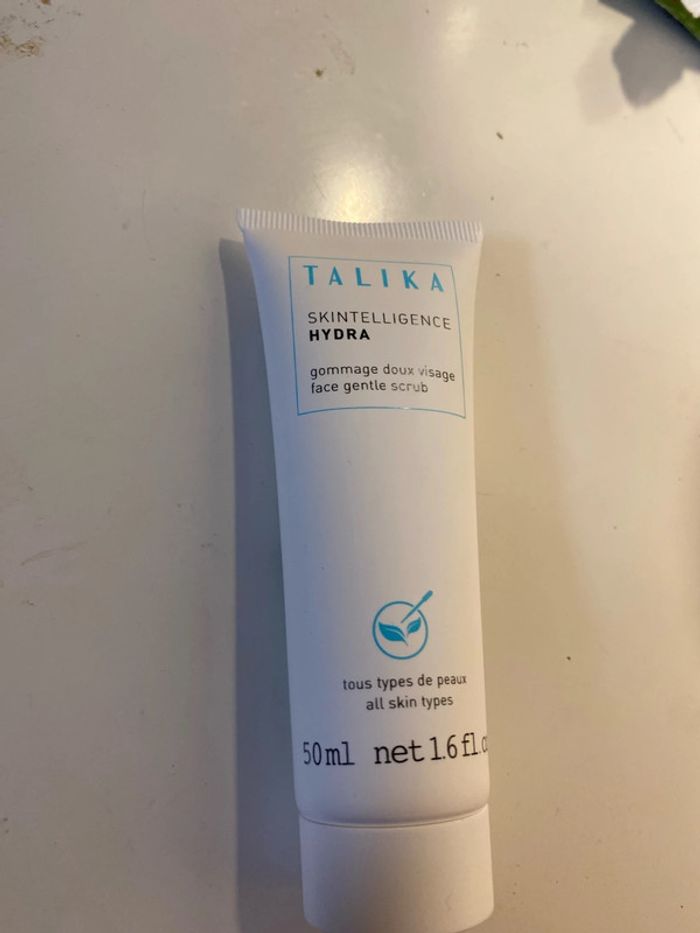 TALIKA
SKINTELLIGENCE
HYDRA
gommage doux visage
face gentle scrub
tous types de peaux
all skin types
50ml net 1.6 fl.